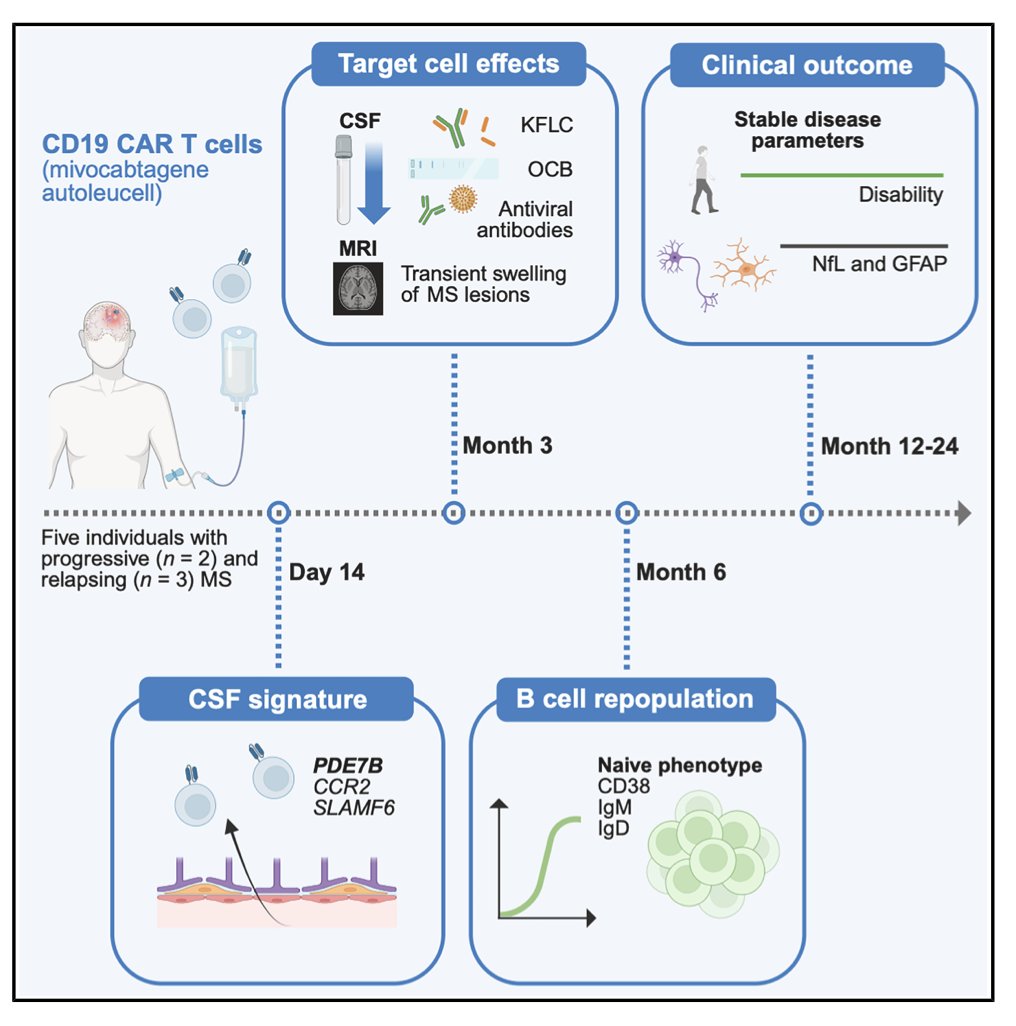 Target cell effects
Clinical outcome
CD19 CAR T cells
(mivocabtagene
autoleucell)
CSF
KFLC
OCB
Antiviral
antibodies
MRI
Transient swelling
of MS lesions
Stable disease
parameters
Disability
NfL and GFAP
Month 3
Month 12-24
Five individuals with
progressive (n = 2) and
relapsing (n = 3) MS
Day 14
Month 6
CSF signature
PDE7B
CCR2
SLAMF6
B cell repopulation
Naive phenotype
CD38
IgM
IgD